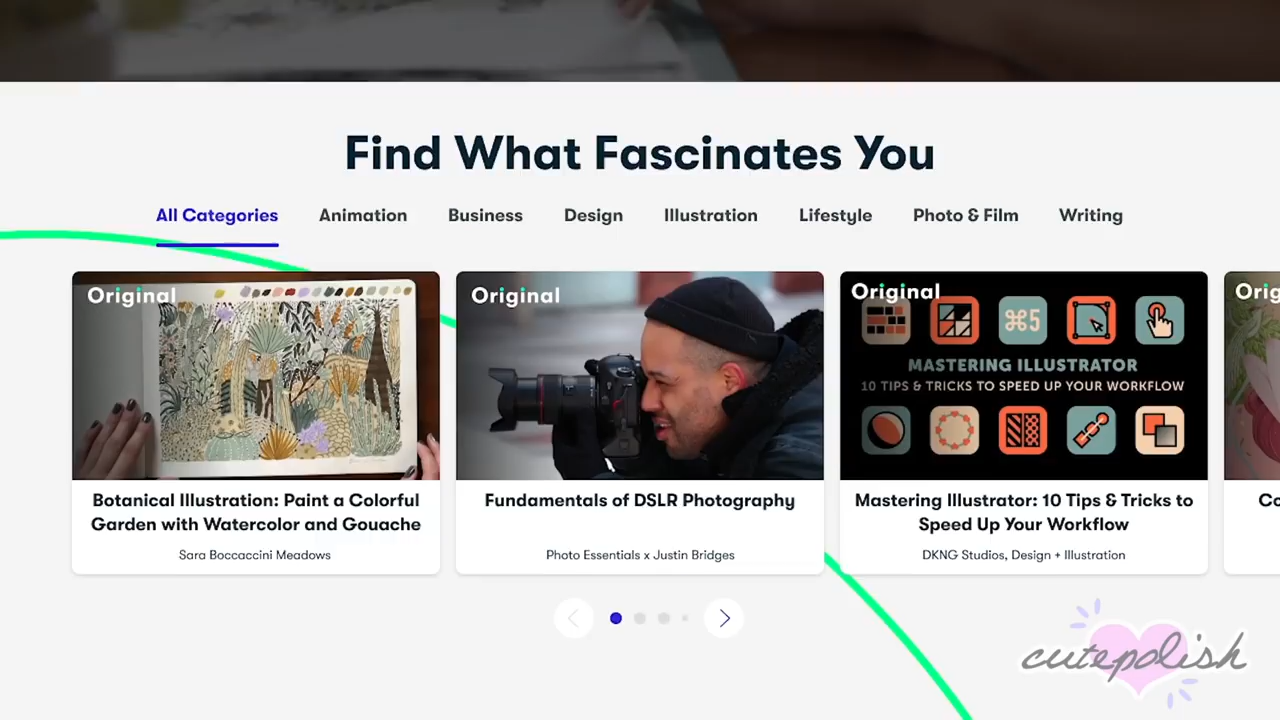 Find What Fascinates You
All Categories Animation Business Design Illustration Lifestyle Photo & Film Writing
Original
Botanical Illustration: Paint a Colorful
Garden with Watercolor and Gouache
Sara Boccaccini Meadows
Original
Fundamentals of DSLR Photography
Photo Essentials x Justin Bridges
Original
⌘5
MASTERING ILLUSTRATOR
10 TIPS & TRICKS TO SPEED UP YOUR WORKFLOW
Mastering Illustrator: 10 Tips & Tricks to
Speed Up Your Workflow
DKNG Studios, Design + Illustration
Orig
Co
cutepolish